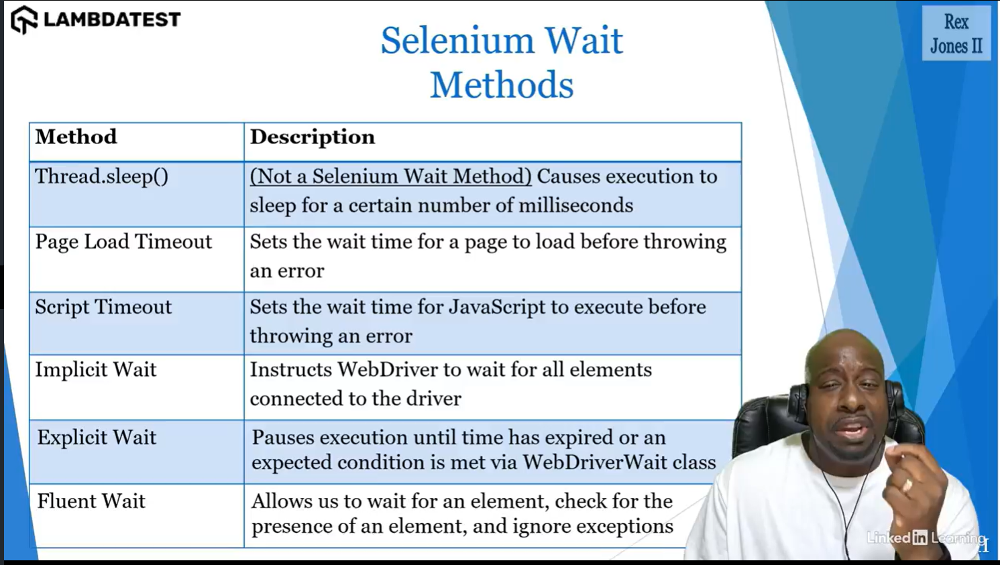 LAMBDATEST
Rex
Jones II
Selenium Wait
Methods
Method
Description
Thread.sleep()
(Not a Selenium Wait Method) Causes execution to
sleep for a certain number of milliseconds
Page Load Timeout
Sets the wait time for a page to load before throwing
an error
Script Timeout
Sets the wait time for JavaScript to execute before
throwing an error
Implicit Wait
Instructs WebDriver to wait for all elements
connected to the driver
Explicit Wait
Pauses execution until time has expired or an
expected condition is met via WebDriverWait class
Fluent Wait
Allows us to wait for an element, check for the
presence of an element, and ignore exceptions
Linked in Learning